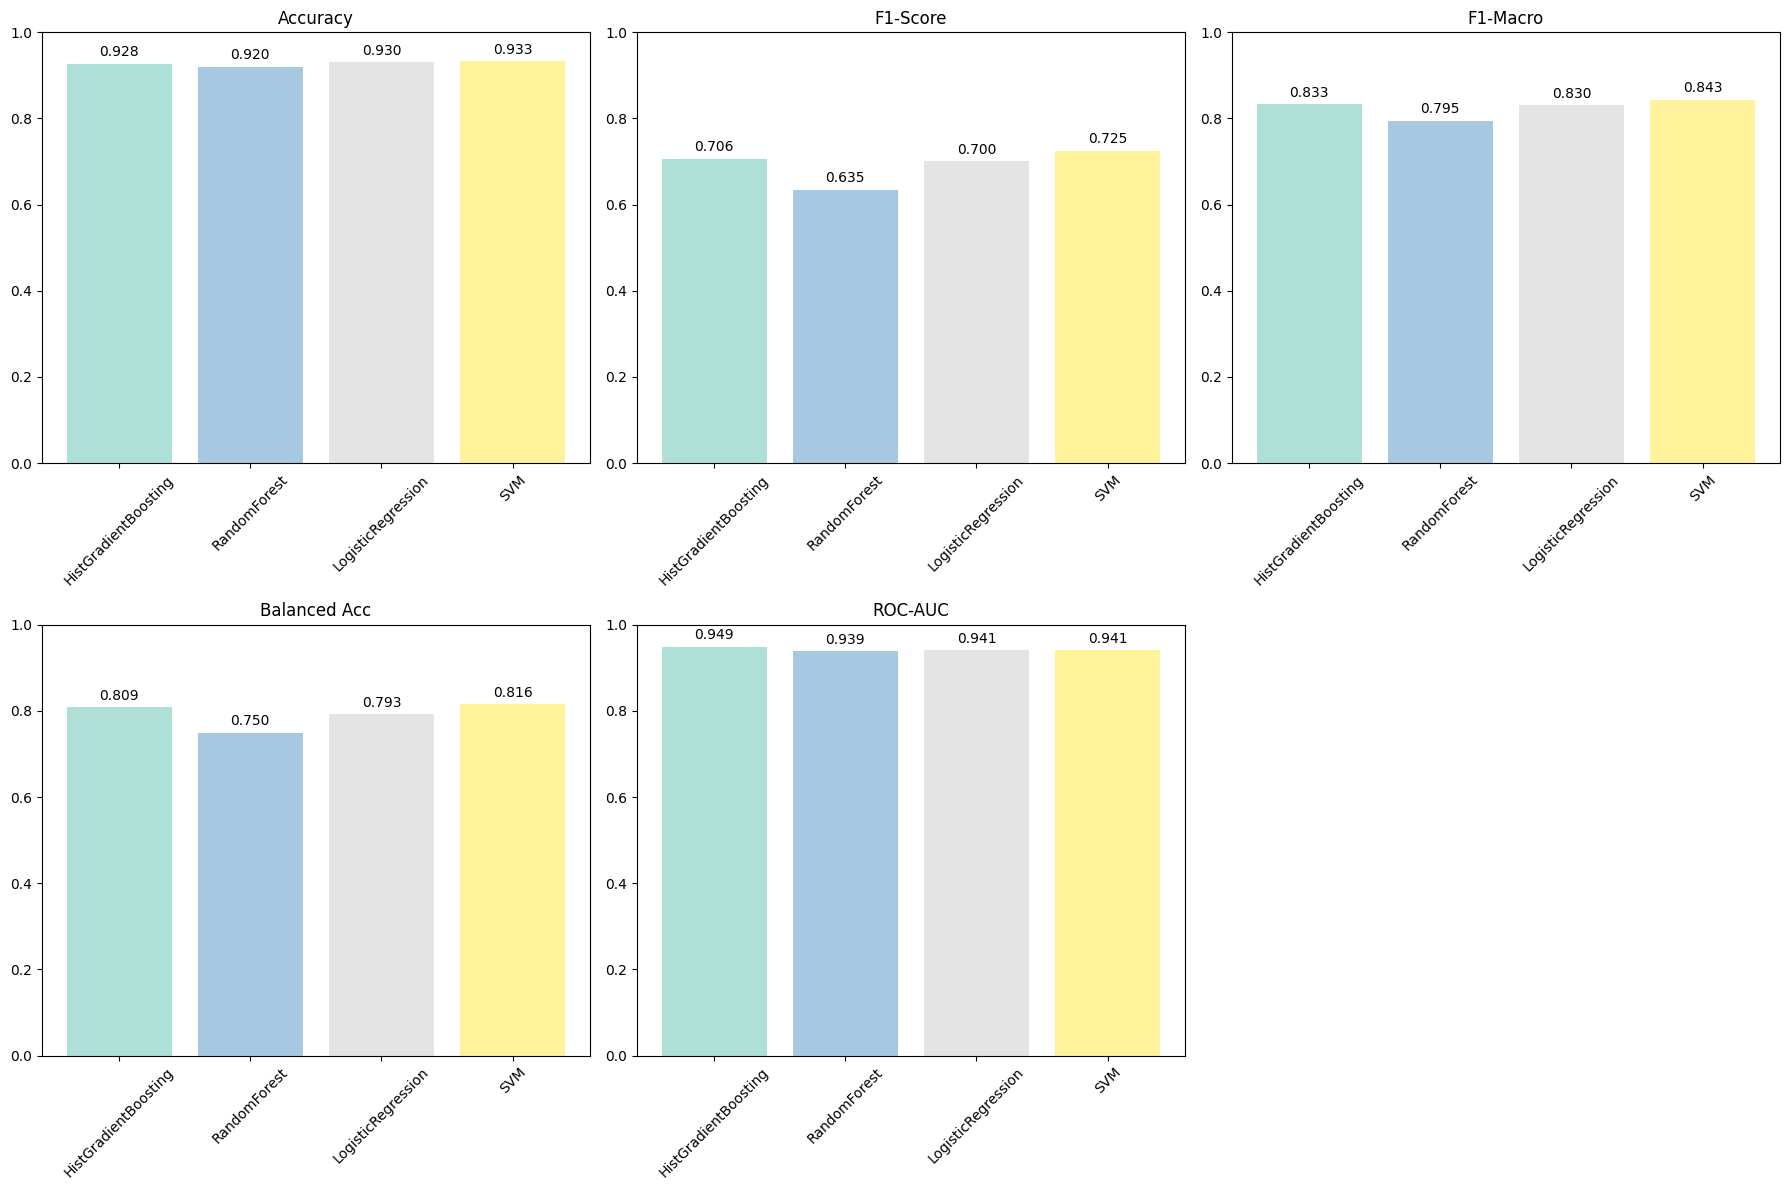 Accuracy
1.0
0.8
0.6
0.4
0.2
0.0
0.928
0.920
0.930
0.933
HistGradientBoosting
RandomForest
LogisticRegression
SVM
F1-Score
1.0
0.8
0.6
0.4
0.2
0.0
0.706
0.635
0.700
0.725
HistGradientBoosting
RandomForest
LogisticRegression
SVM
F1-Macro
1.0
0.8
0.6
0.4
0.2
0.0
0.833
0.795
0.830
0.843
HistGradientBoosting
RandomForest
LogisticRegression
SVM
Balanced Acc
1.0
0.8
0.6
0.4
0.2
0.0
0.809
0.750
0.793
0.816
HistGradientBoosting
RandomForest
LogisticRegression
SVM
ROC-AUC
1.0
0.8
0.6
0.4
0.2
0.0
0.949
0.939
0.941
0.941
HistGradientBoosting
RandomForest
LogisticRegression
SVM